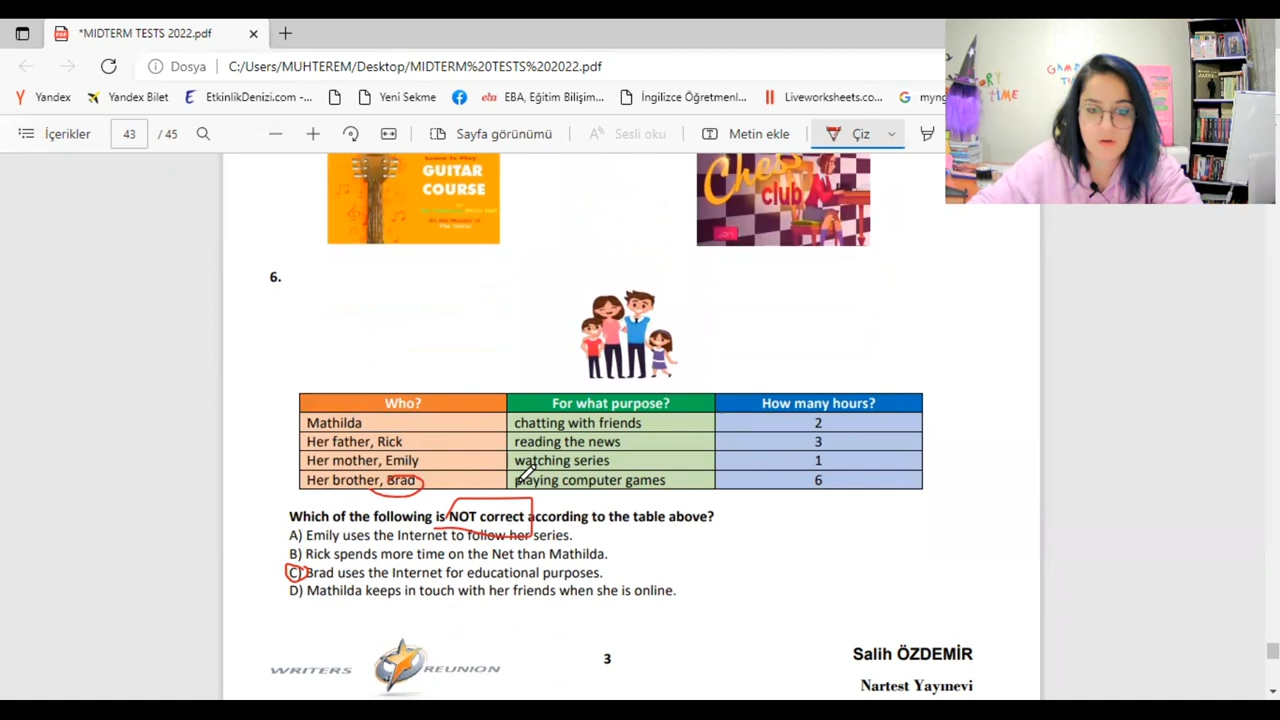 *MIDTERM TESTS 2022.pdf
Dosya C:/Users/MUHTEREM/Desktop/MIDTERM%20TESTS%202022.pdf
Yandex Yandex Bilet EtkinlikDenizi.com -... Yeni Sekme EBA, Eğitim Bilişim... İngilizce Öğretmenl... Liveworksheets.co... myng
İçerikler 43 / 45 Sayfa görünümü Sesli oku Metin ekle Çiz
GUITAR
COURSE
Chess
club
6.
Who? For what purpose? How many hours?
Mathilda chatting with friends 2
Her father, Rick reading the news 3
Her mother, Emily watching series 1
Her brother, Brad playing computer games 6
Which of the following is NOT correct according to the table above?
A) Emily uses the Internet to follow her series.
B) Rick spends more time on the Net than Mathilda.
C) Brad uses the Internet for educational purposes.
D) Mathilda keeps in touch with her friends when she is online.
WRITERS REUNION
3
Salih ÖZDEMİR
Nartest Yayınevi